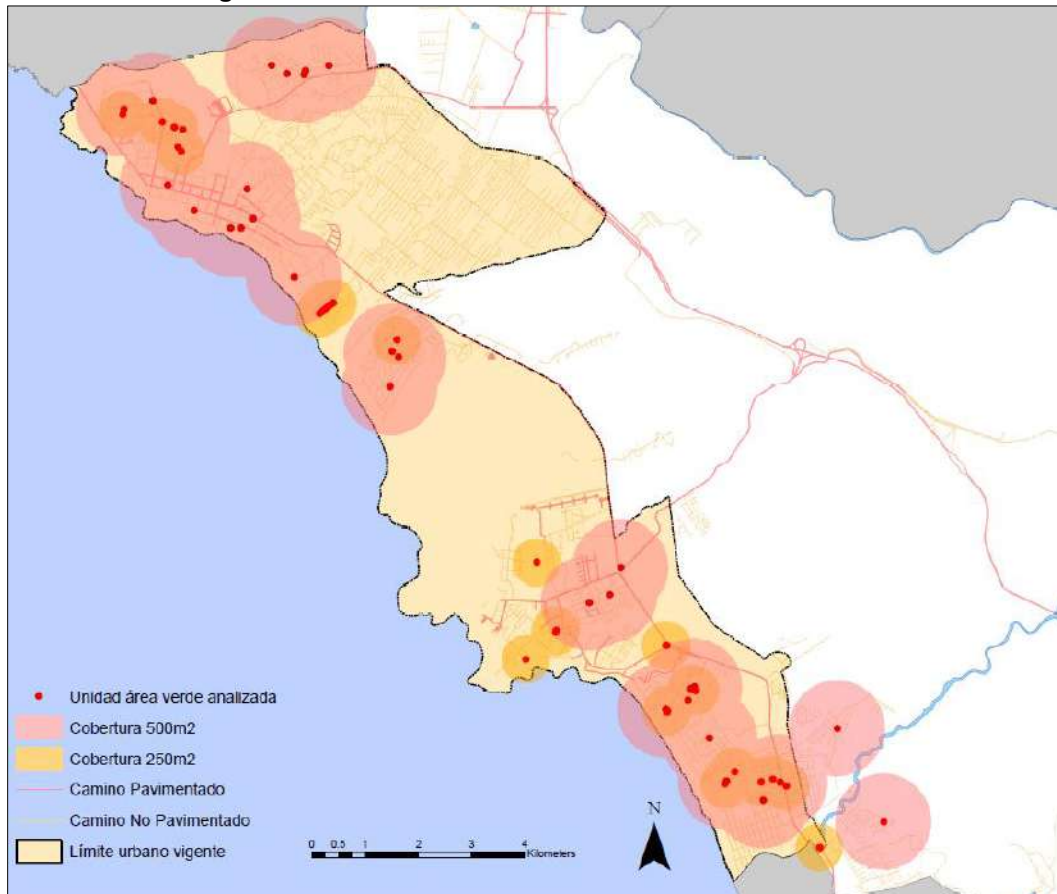 Unidad área verde analizada
Cobertura 500m2
Cobertura 250m2
Camino Pavimentado
Camino No Pavimentado
Límite urbano vigente
N
0 0.5 1 2 3 4
Kilometers